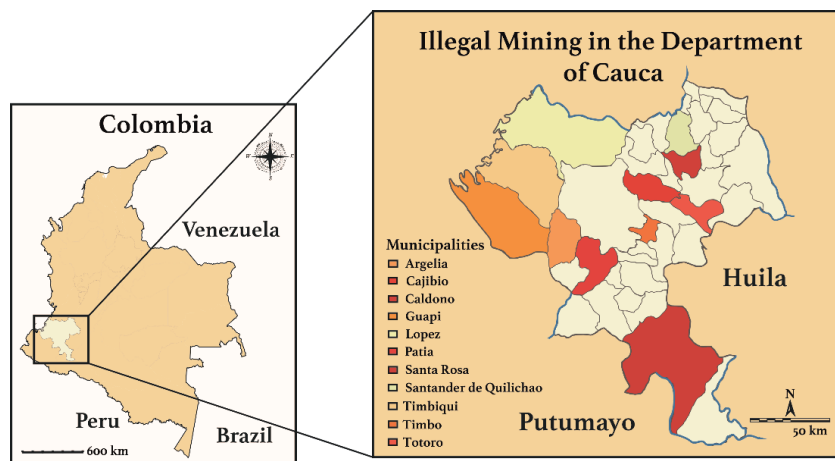 Colombia
Venezuela
Peru
Brazil
600 km
Illegal Mining in the Department
of Cauca
Municipalities
Argelia
Cajibio
Caldono
Guapi
Lopez
Patia
Santa Rosa
Santander de Quilichao
Timbiqui
Timbo
Totoro
Huila
Putumayo
N
50 km